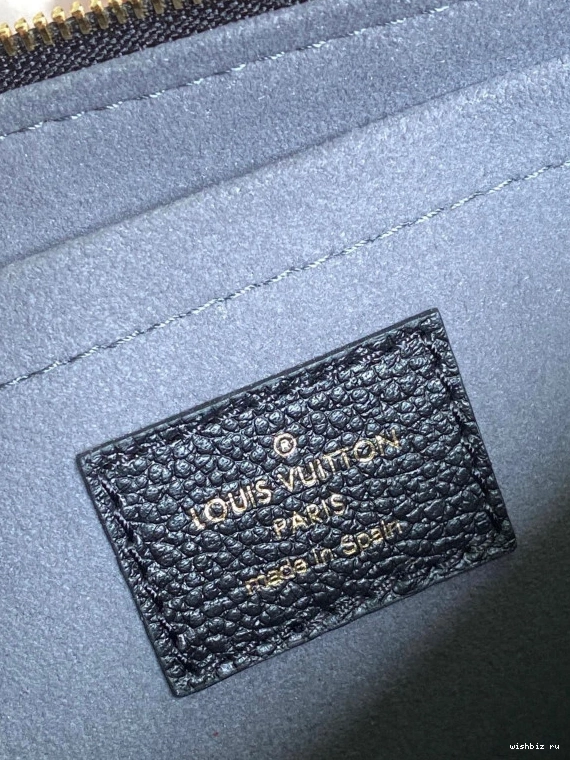 ®
LOUIS VUITTON
PARIS
made in Spain
wishbiz ru